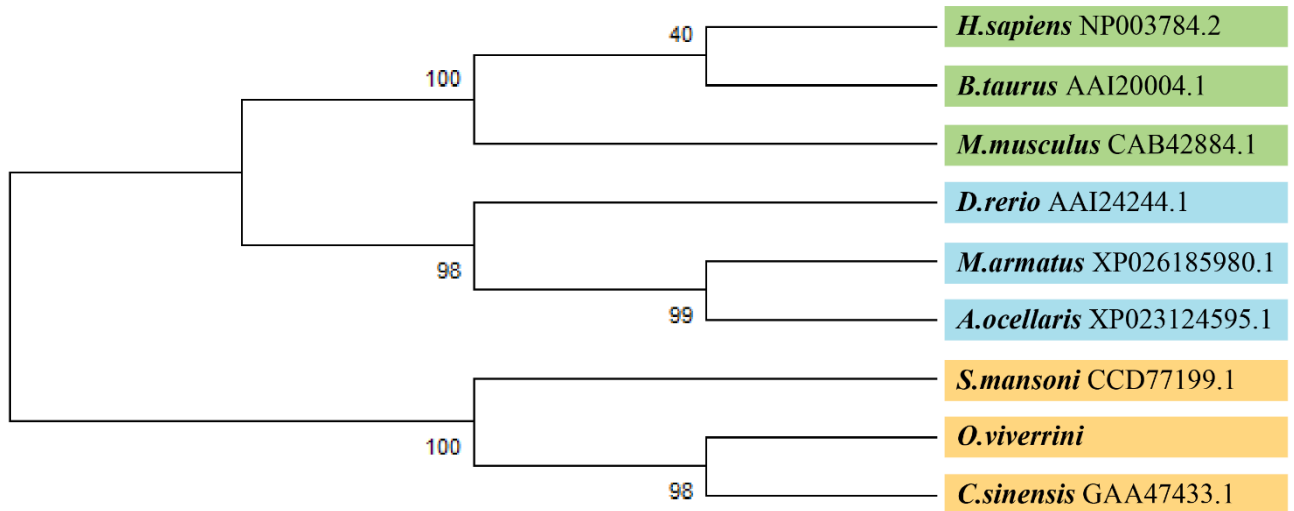 40
H.sapiens NP003784.2
100
B.taurus AAI20004.1
M.musculus CAB42884.1
D.rerio AAI24244.1
98
M.armatus XP026185980.1
99
A.ocellaris XP023124595.1
S.mansoni CCD77199.1
100
O.viverrini
98
C.sinensis GAA47433.1